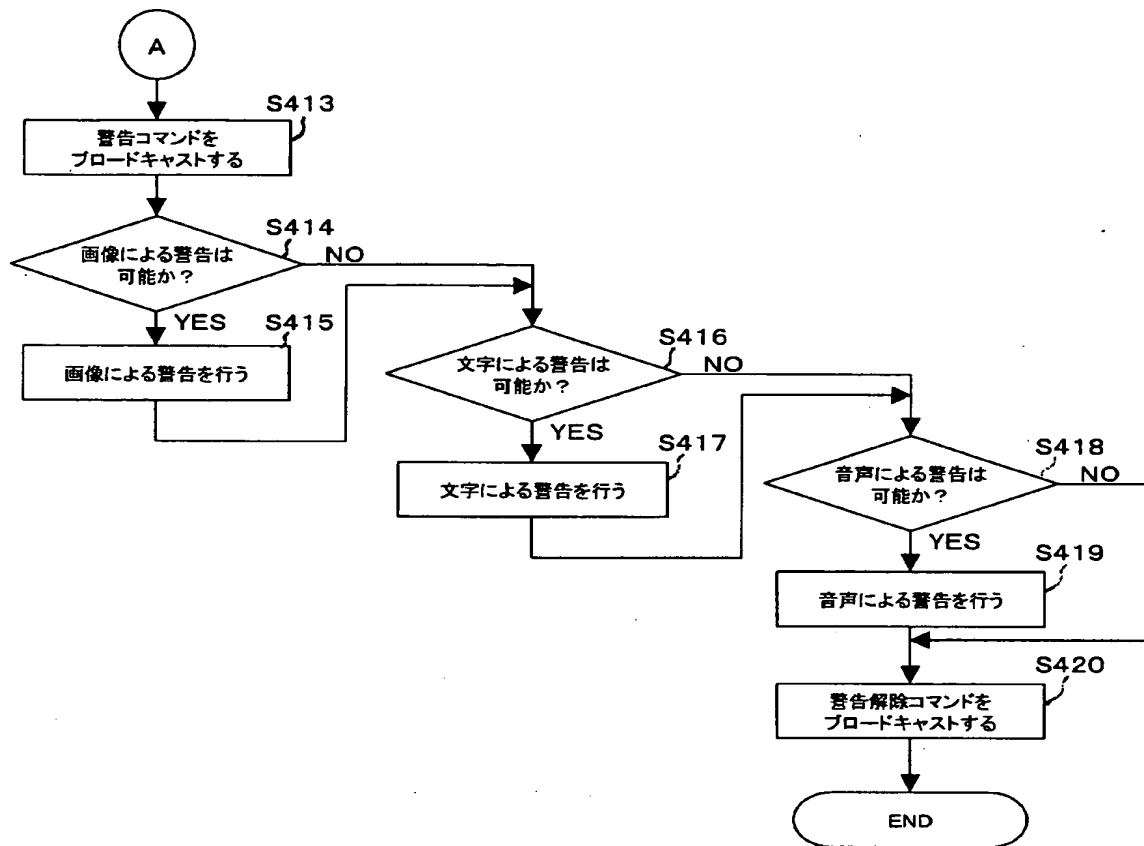 A
S413
警告コマンドを
ブロードキャストする
S414
画像による警告は
可能か？
NO
YES
S415
画像による警告を行う
S416
文字による警告は
可能か？
NO
YES
S417
文字による警告を行う
S418
音声による警告は
可能か？
NO
YES
S419
音声による警告を行う
S420
警告解除コマンドを
ブロードキャストする
END